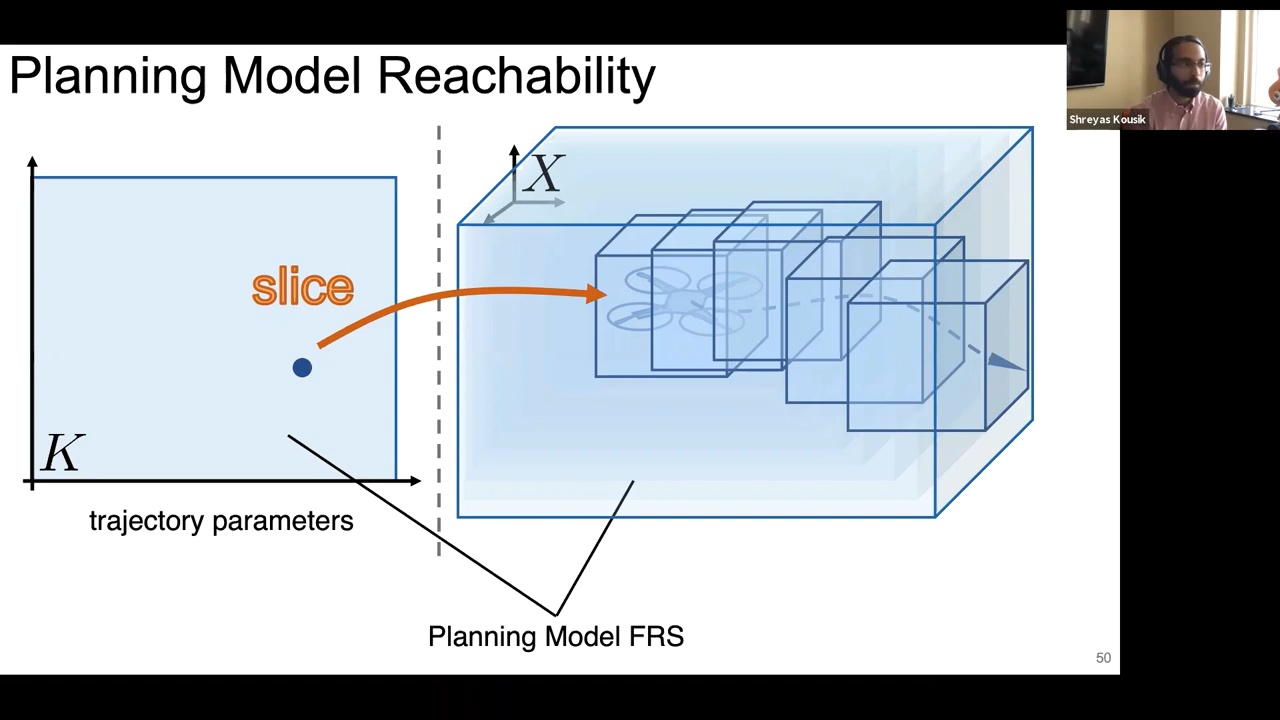 Planning Model Reachability
Shreyas Kousik
X
slice
K
trajectory parameters
Planning Model FRS
50